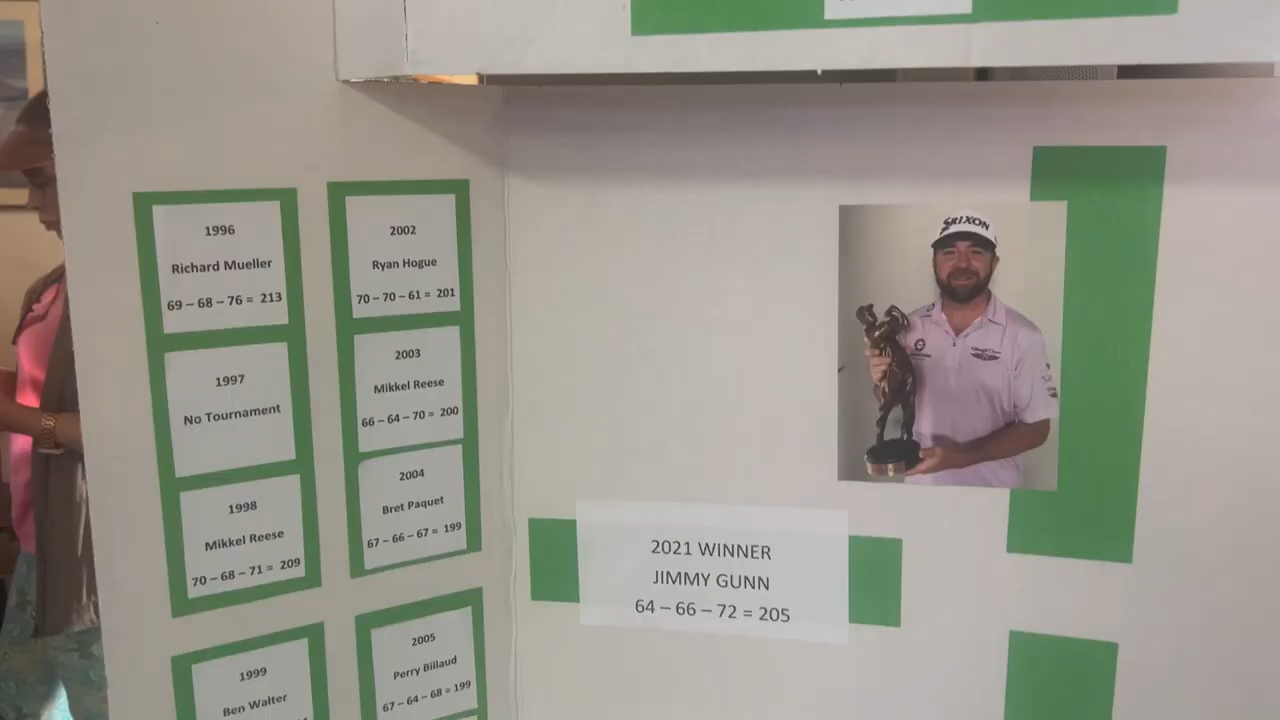 1996
Richard Mueller
69 – 68 – 76 = 213
1997
No Tournament
1998
Mikkel Reese
70 – 68 – 71 = 209
1999
Ben Walter
2002
Ryan Hogue
70 – 70 – 61 = 201
2003
Mikkel Reese
66 – 64 – 70 = 200
2004
Bret Paquet
67 – 66 – 67 = 199
2005
Perry Billaud
67 – 64 – 68 = 199
SRIXON
2021 WINNER
JIMMY GUNN
64 – 66 – 72 = 205